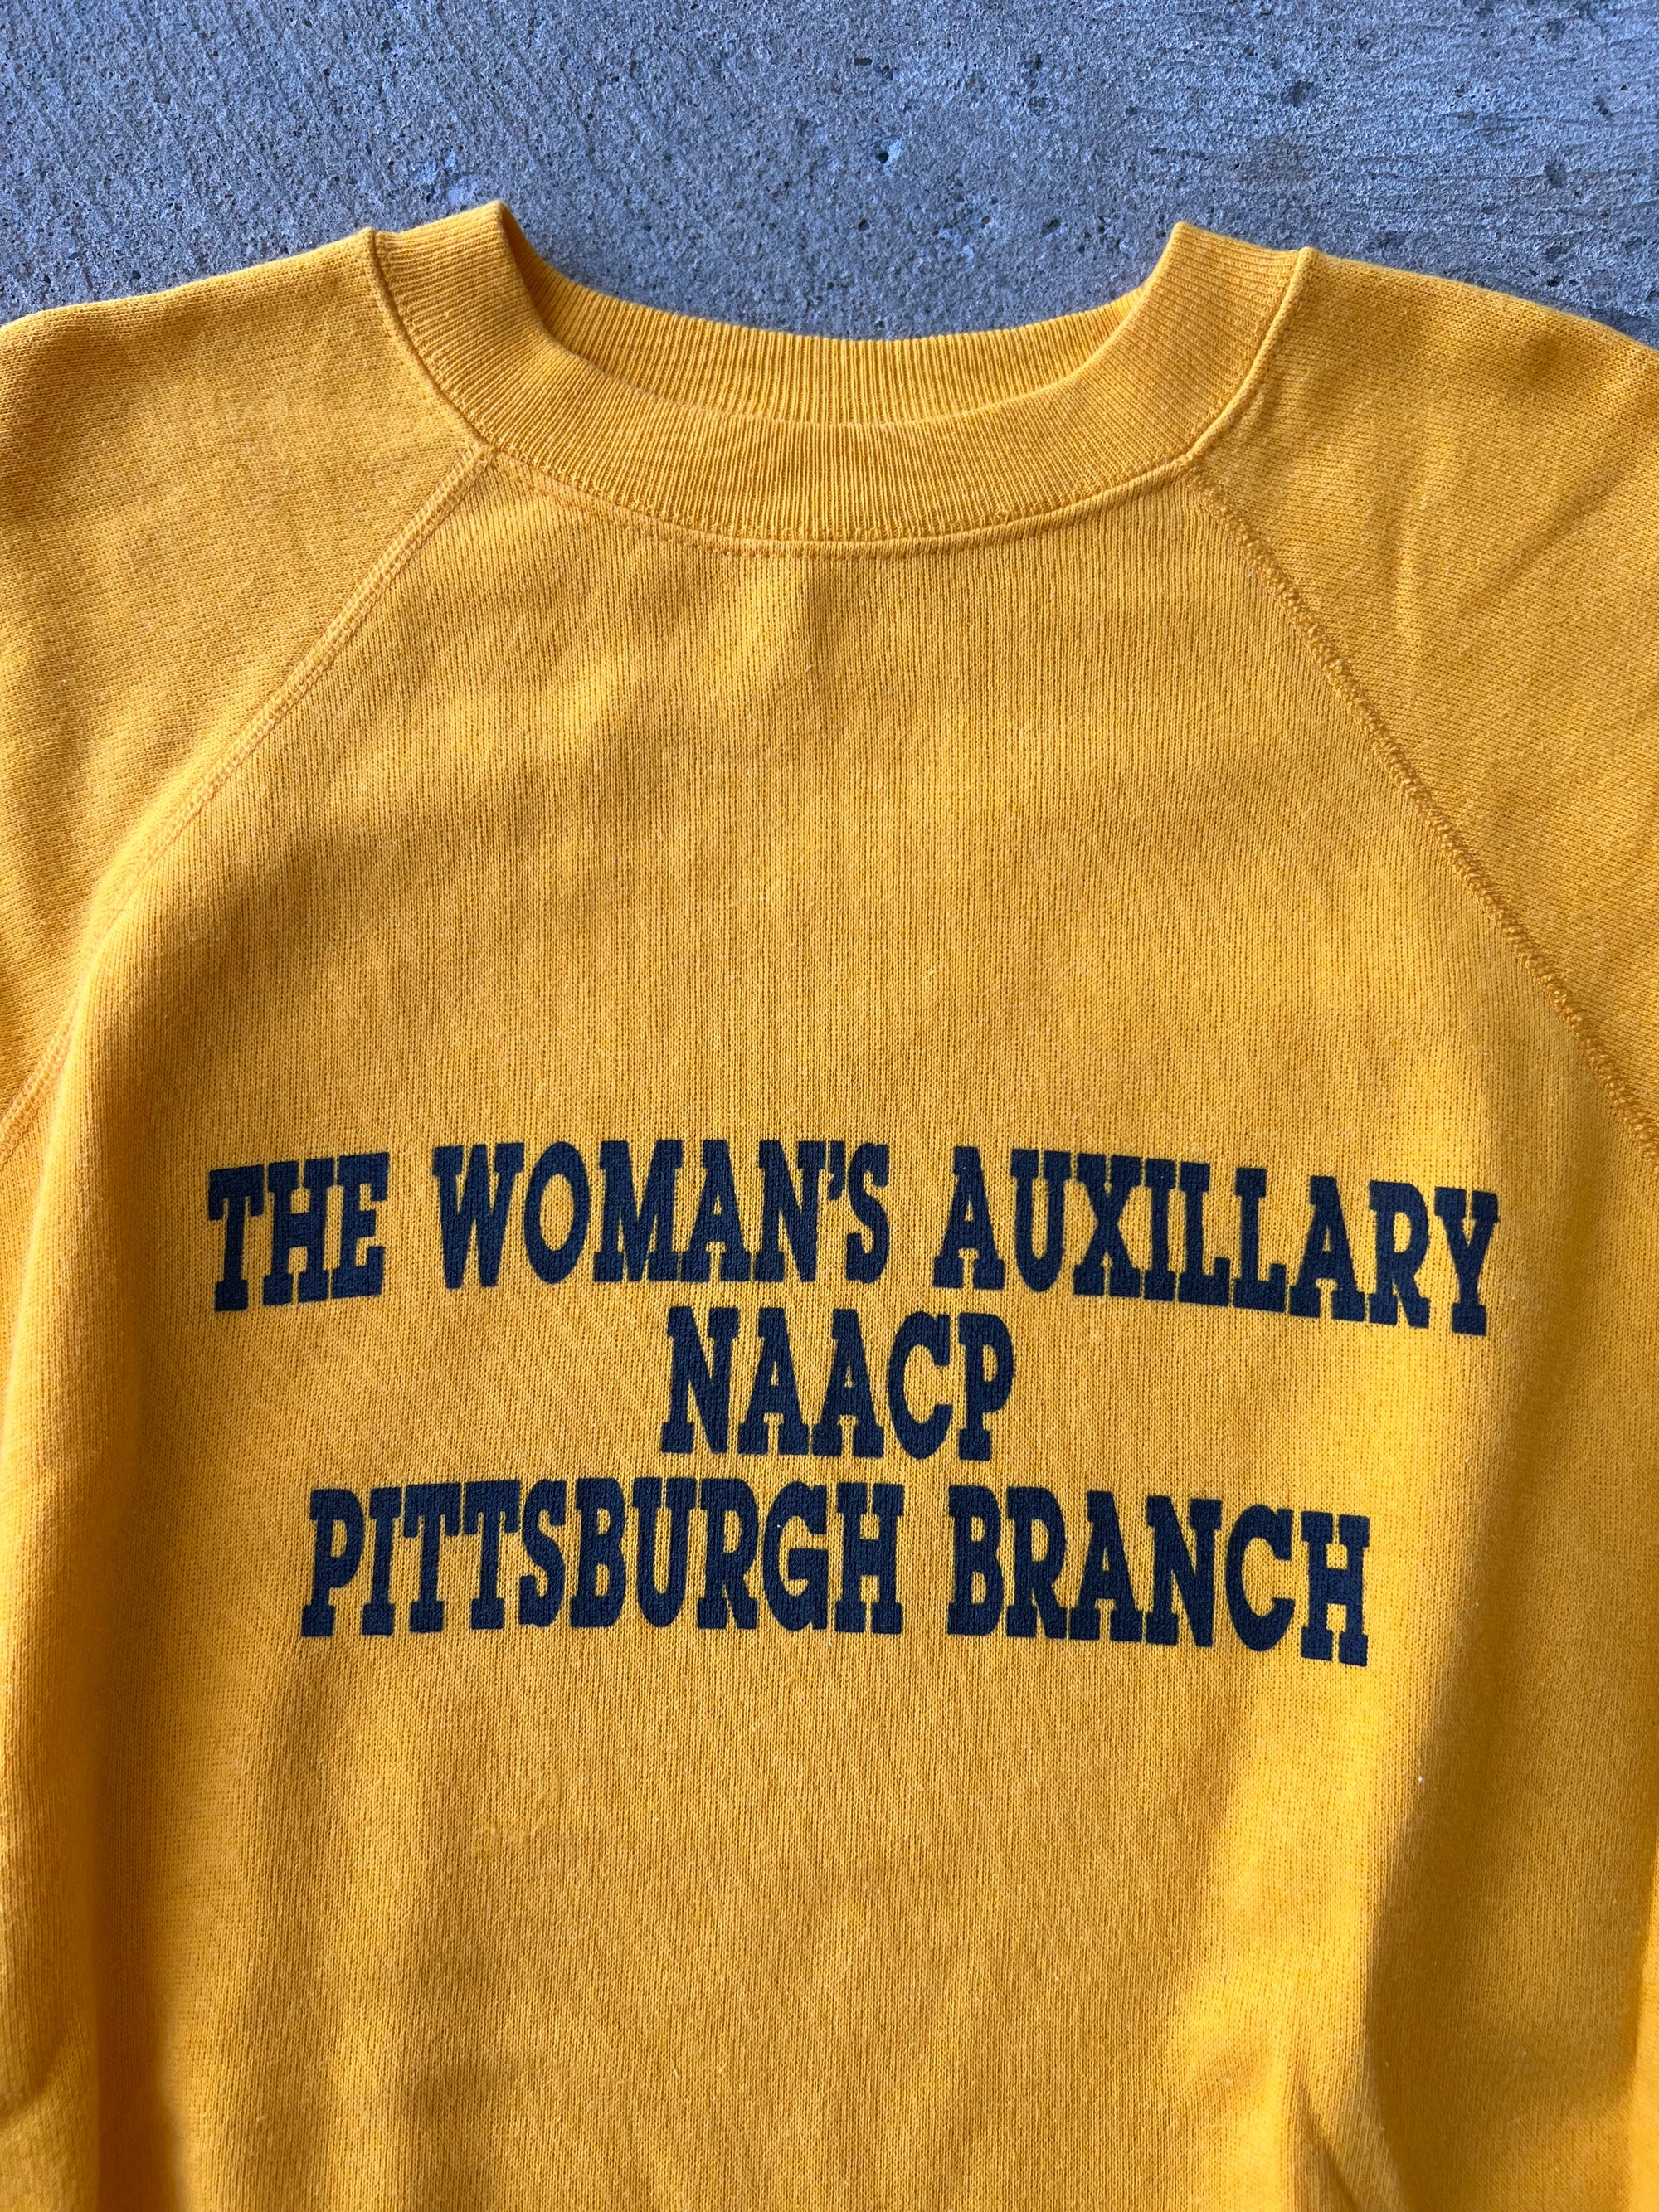 THE WOMAN'S AUXILLARY
NAACP
PITTSBURGH BRANCH